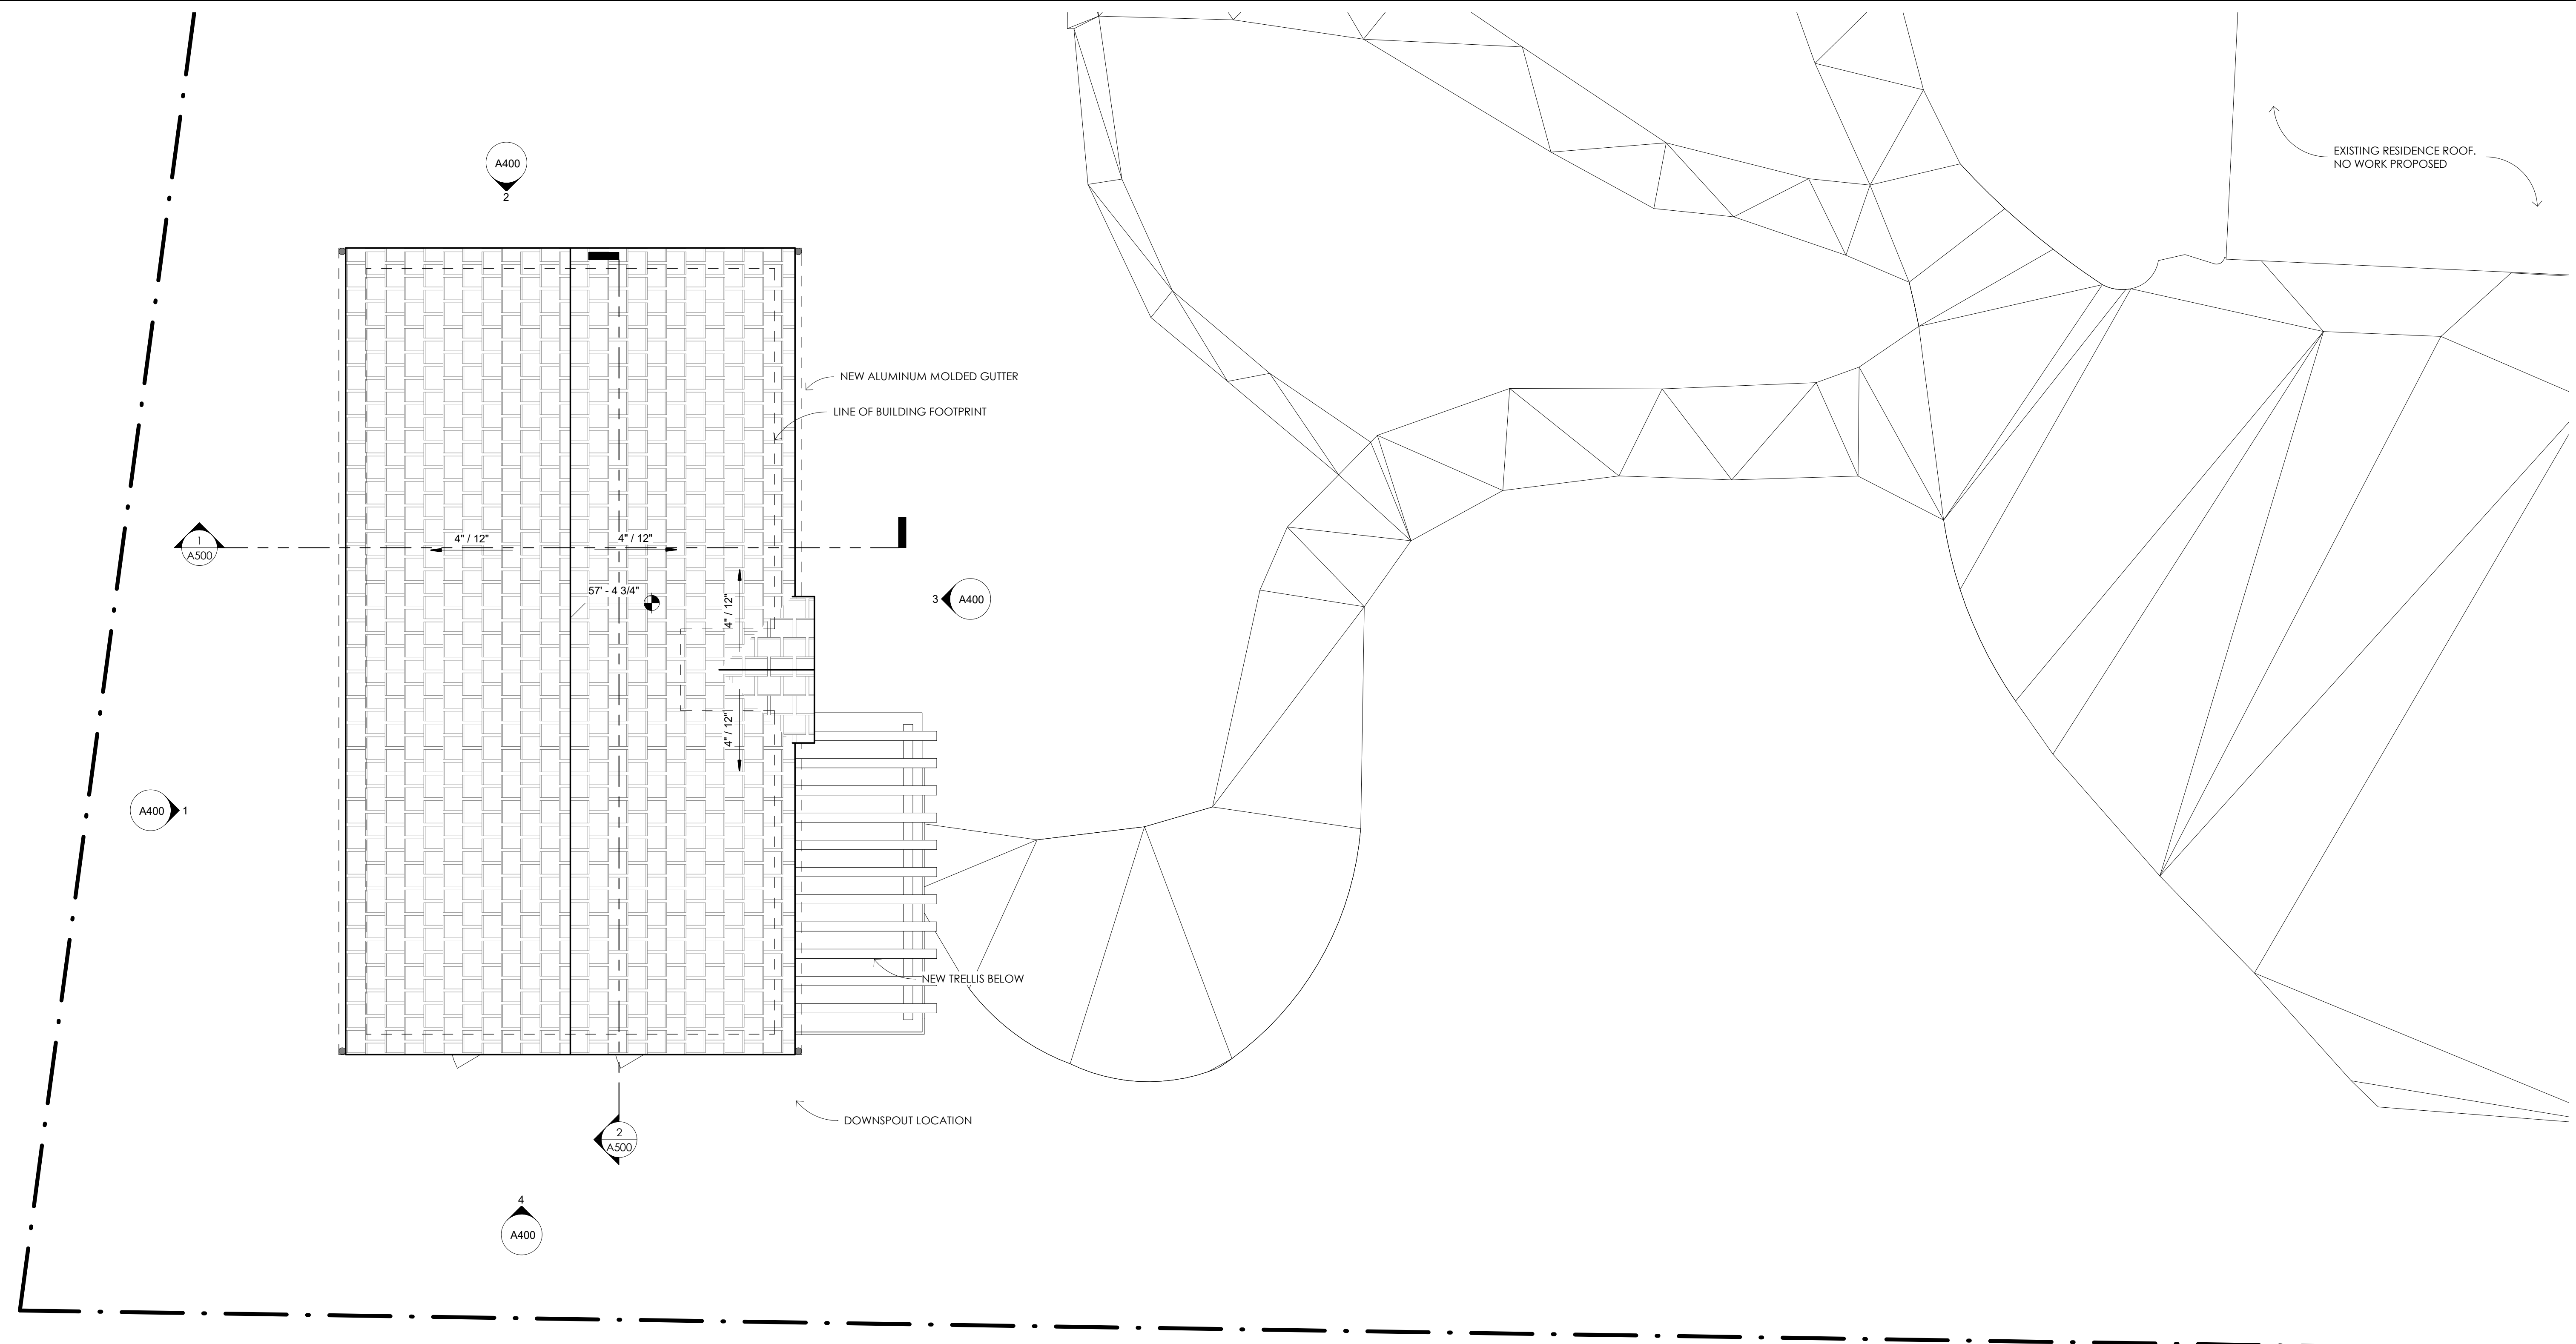 A400
2
EXISTING RESIDENCE ROOF.
NO WORK PROPOSED
NEW ALUMINUM MOLDED GUTTER
LINE OF BUILDING FOOTPRINT
1
A500
4" / 12"
4" / 12"
57' - 4 3/4"
4" / 12"
3
A400
4" / 12"
A400
1
NEW TRELLIS BELOW
DOWNSPOUT LOCATION
2
A500
4
A400